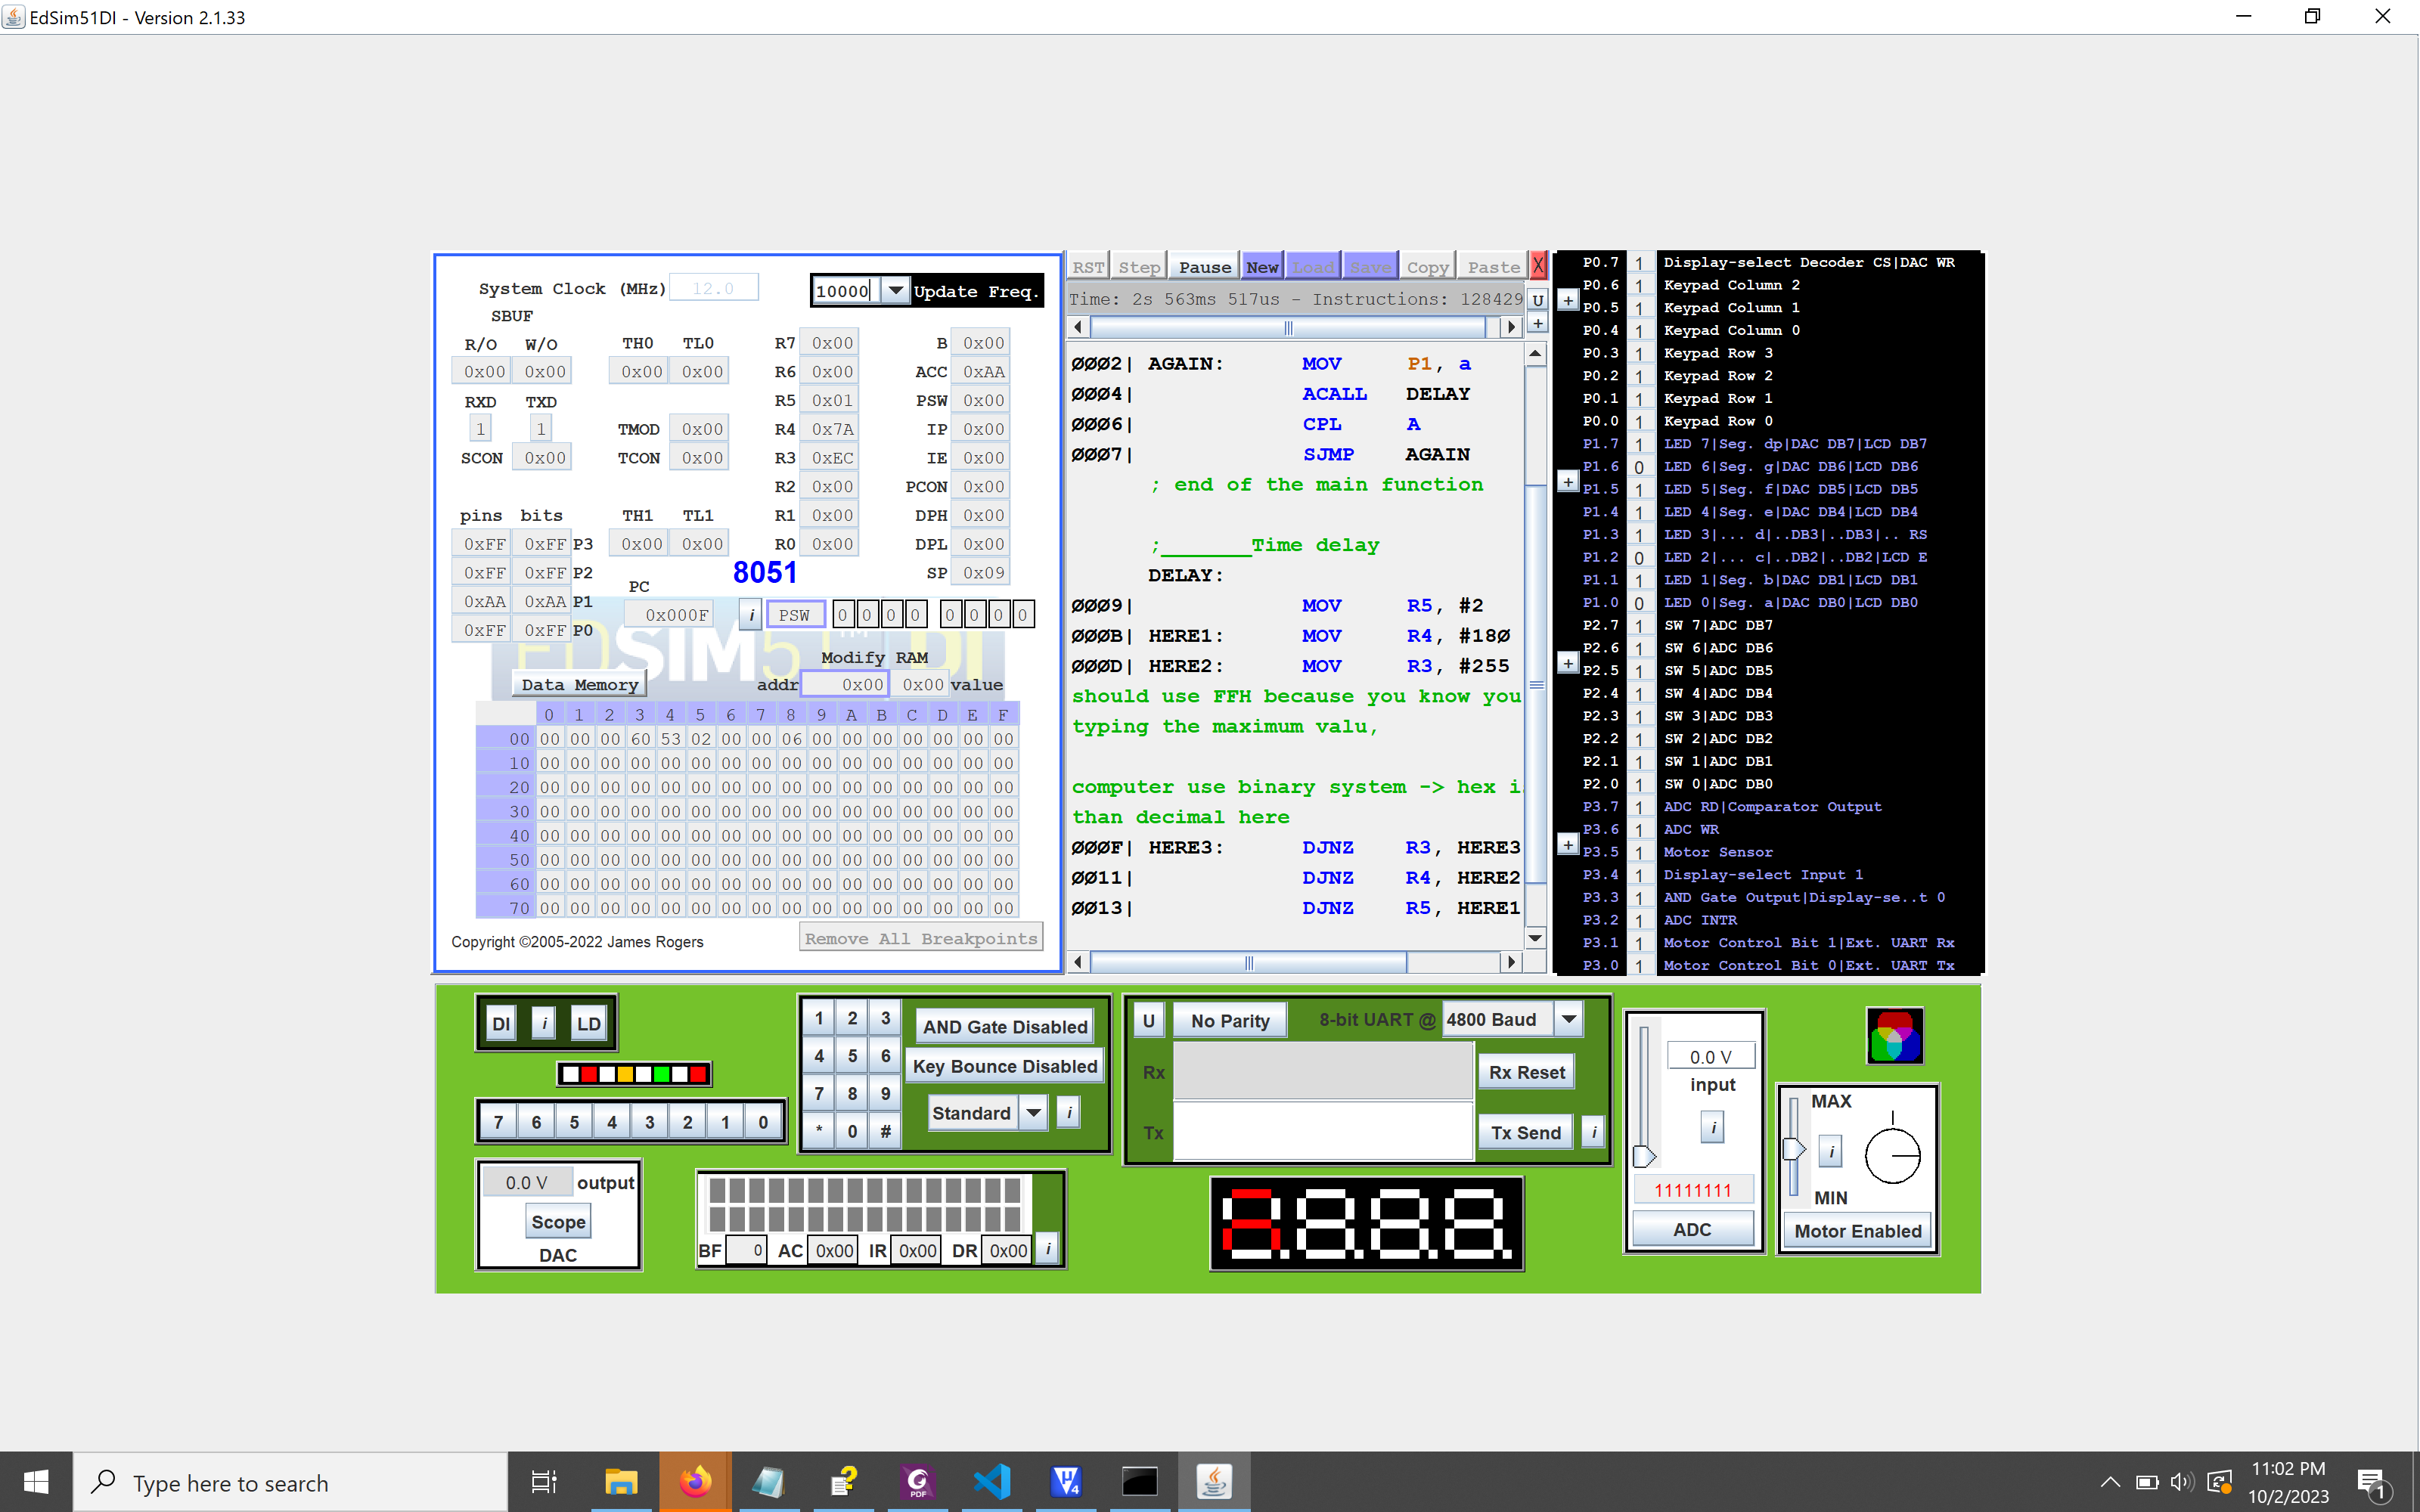 EdSim51DI - Version 2.1.33
System Clock (MHz) 12.0 10000 Update Freq.
SBUF
R/O W/O TH0 TL0 R7 0x00 B 0x00
0x00 0x00 0x00 0x00 R6 0x00 ACC 0xAA
RXD TXD R5 0x01 PSW 0x00
1 1 TMOD 0x00 R4 0x7A IP 0x00
SCON 0x00 TCON 0x00 R3 0xEC IE 0x00
R2 0x00 PCON 0x00
pins bits TH1 TL1 R1 0x00 DPH 0x00
0xFF 0xFF P3 0x00 0x00 R0 0x00 DPL 0x00
0xFF 0xFF P2 8051 SP 0x09
PC
0xAA 0xAA P1 0x000F i PSW 0 0 0 0 0 0 0 0
0xFF 0xFF P0
EDSIM51™ DI
Modify RAM
Data Memory addr 0x00 0x00 value
0 1 2 3 4 5 6 7 8 9 A B C D E F
00 00 00 00 60 53 02 00 00 06 00 00 00 00 00 00 00
10 00 00 00 00 00 00 00 00 00 00 00 00 00 00 00 00
20 00 00 00 00 00 00 00 00 00 00 00 00 00 00 00 00
30 00 00 00 00 00 00 00 00 00 00 00 00 00 00 00 00
40 00 00 00 00 00 00 00 00 00 00 00 00 00 00 00 00
50 00 00 00 00 00 00 00 00 00 00 00 00 00 00 00 00
60 00 00 00 00 00 00 00 00 00 00 00 00 00 00 00 00
70 00 00 00 00 00 00 00 00 00 00 00 00 00 00 00 00
Copyright ©2005-2022 James Rogers Remove All Breakpoints
RST Step Pause New Load Save Copy Paste X
Time: 2s 563ms 517us - Instructions: 128429 U
+
0002| AGAIN: MOV P1, a
0004| ACALL DELAY
0006| CPL A
0007| SJMP AGAIN
; end of the main function
;_______Time delay
DELAY:
0009| MOV R5, #2
000B| HERE1: MOV R4, #180
000D| HERE2: MOV R3, #255
should use FFH because you know you
typing the maximum valu,
computer use binary system -> hex i
than decimal here
000F| HERE3: DJNZ R3, HERE3
0011| DJNZ R4, HERE2
0013| DJNZ R5, HERE1
P0.7 1 Display-select Decoder CS|DAC WR
P0.6 1 Keypad Column 2
+ P0.5 1 Keypad Column 1
P0.4 1 Keypad Column 0
P0.3 1 Keypad Row 3
P0.2 1 Keypad Row 2
P0.1 1 Keypad Row 1
P0.0 1 Keypad Row 0
P1.7 1 LED 7|Seg. dp|DAC DB7|LCD DB7
P1.6 0 LED 6|Seg. g|DAC DB6|LCD DB6
+ P1.5 1 LED 5|Seg. f|DAC DB5|LCD DB5
P1.4 1 LED 4|Seg. e|DAC DB4|LCD DB4
P1.3 1 LED 3|... d|..DB3|..DB3|.. RS
P1.2 0 LED 2|... c|..DB2|..DB2|LCD E
P1.1 1 LED 1|Seg. b|DAC DB1|LCD DB1
P1.0 0 LED 0|Seg. a|DAC DB0|LCD DB0
P2.7 1 SW 7|ADC DB7
P2.6 1 SW 6|ADC DB6
+ P2.5 1 SW 5|ADC DB5
P2.4 1 SW 4|ADC DB4
P2.3 1 SW 3|ADC DB3
P2.2 1 SW 2|ADC DB2
P2.1 1 SW 1|ADC DB1
P2.0 1 SW 0|ADC DB0
P3.7 1 ADC RD|Comparator Output
P3.6 1 ADC WR
+ P3.5 1 Motor Sensor
P3.4 1 Display-select Input 1
P3.3 1 AND Gate Output|Display-se..t 0
P3.2 1 ADC INTR
P3.1 1 Motor Control Bit 1|Ext. UART Rx
P3.0 1 Motor Control Bit 0|Ext. UART Tx
DI i LD
7 6 5 4 3 2 1 0
0.0 V output
Scope
DAC
1 2 3
4 5 6
7 8 9
* 0 #
AND Gate Disabled
Key Bounce Disabled
Standard i
BF 0 AC 0x00 IR 0x00 DR 0x00 i
U No Parity 8-bit UART @ 4800 Baud
Rx Rx Reset
Tx Tx Send i
8.8.8.8.
0.0 V
input
i
11111111
ADC
MAX
i
MIN
Motor Enabled
Type here to search
11:02 PM
10/2/2023
1